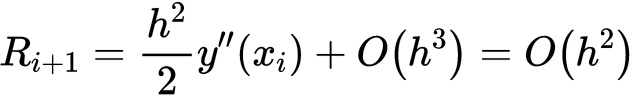 $R_{i+1} = \frac{h^2}{2} y''(x_i) + O(h^3) = O(h^2)$